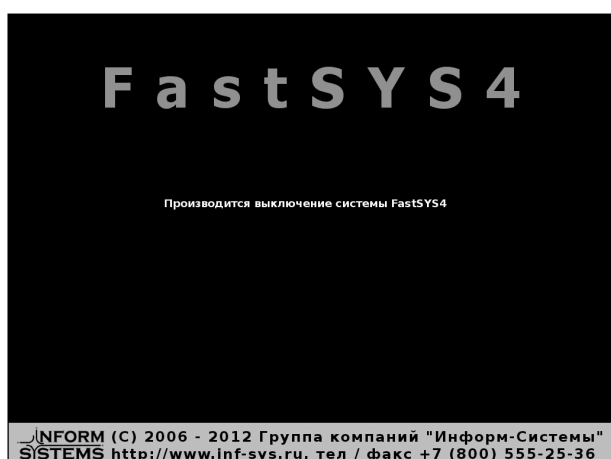 FastSYS4
Производится выключение системы FastSYS4
INFORM (C) 2006 - 2012 Группа компаний "Информ-Системы"
SYSTEMS http://www.inf-sys.ru, тел / факс +7 (800) 555-25-36